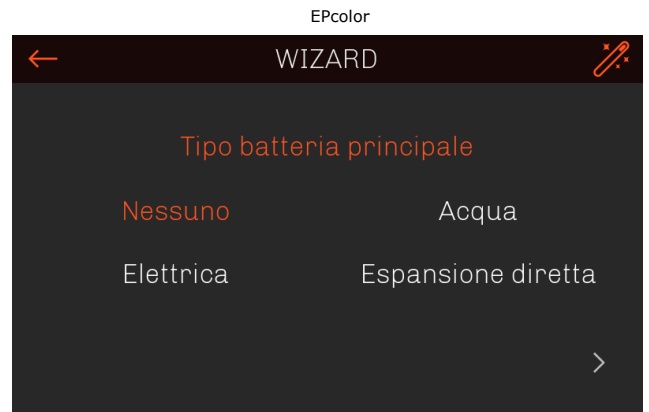 EPcolor
WIZARD
Tipo batteria principale
Nessuno
Acqua
Elettrica
Espansione diretta